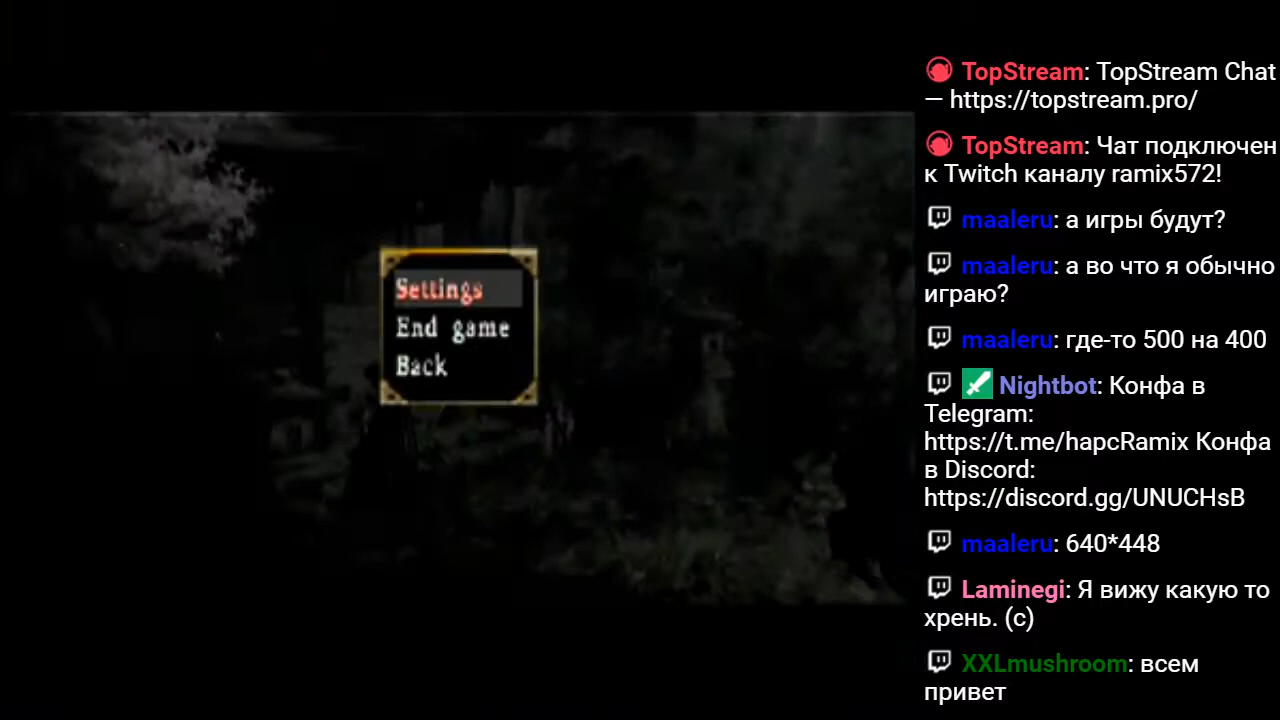 Settings
End game
Back
TopStream: TopStream Chat
— https://topstream.pro/
TopStream: Чат подключен
к Twitch каналу ramix572!
maaleru: а игры будут?
maaleru: а во что я обычно
играю?
maaleru: где-то 500 на 400
Nightbot: Конфа в
Telegram:
https://t.me/hapcRamix Конфа
в Discord:
https://discord.gg/UNUCHsB
maaleru: 640*448
Laminegi: Я вижу какую то
хрень. (с)
XXLmushroom: всем
привет